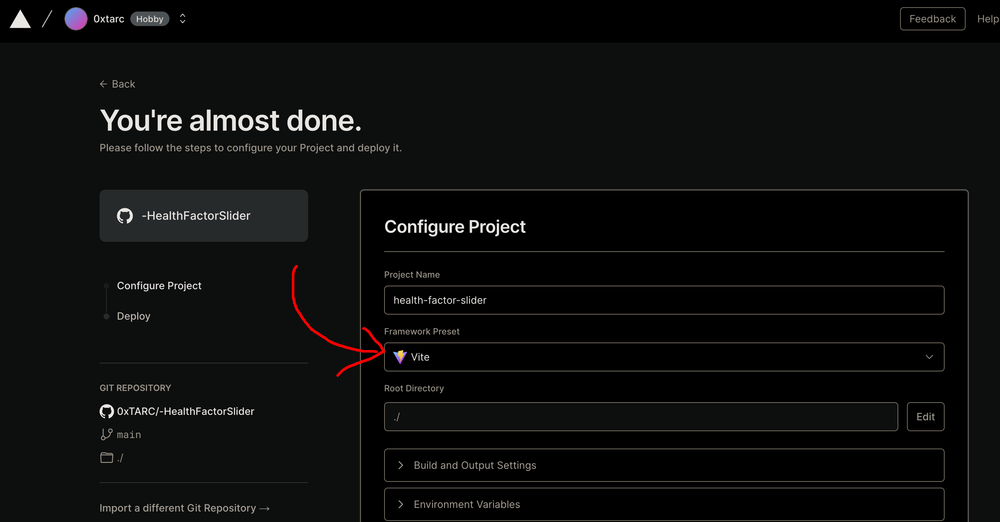 0xtarc Hobby
Feedback
Help
← Back
You're almost done.
Please follow the steps to configure your Project and deploy it.
-HealthFactorSlider
Configure Project
Deploy
GIT REPOSITORY
0xTARC/-HealthFactorSlider
main
./
Import a different Git Repository →
Configure Project
Project Name
health-factor-slider
Framework Preset
Vite
Root Directory
./
Edit
Build and Output Settings
Environment Variables